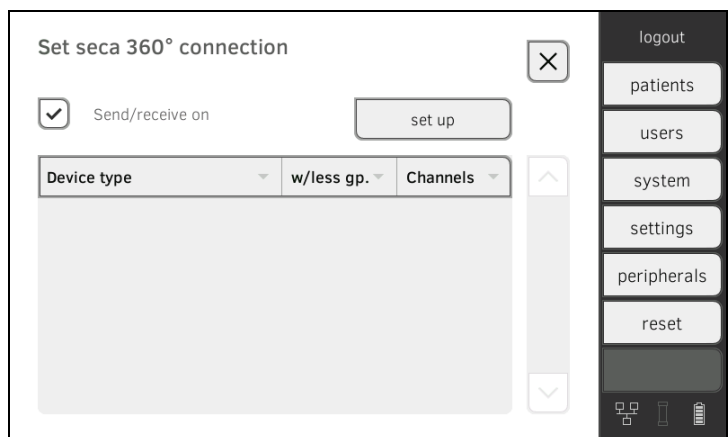 Set seca 360° connection
Send/receive on
set up
Device type
w/less gp.
Channels
logout
patients
users
system
settings
peripherals
reset